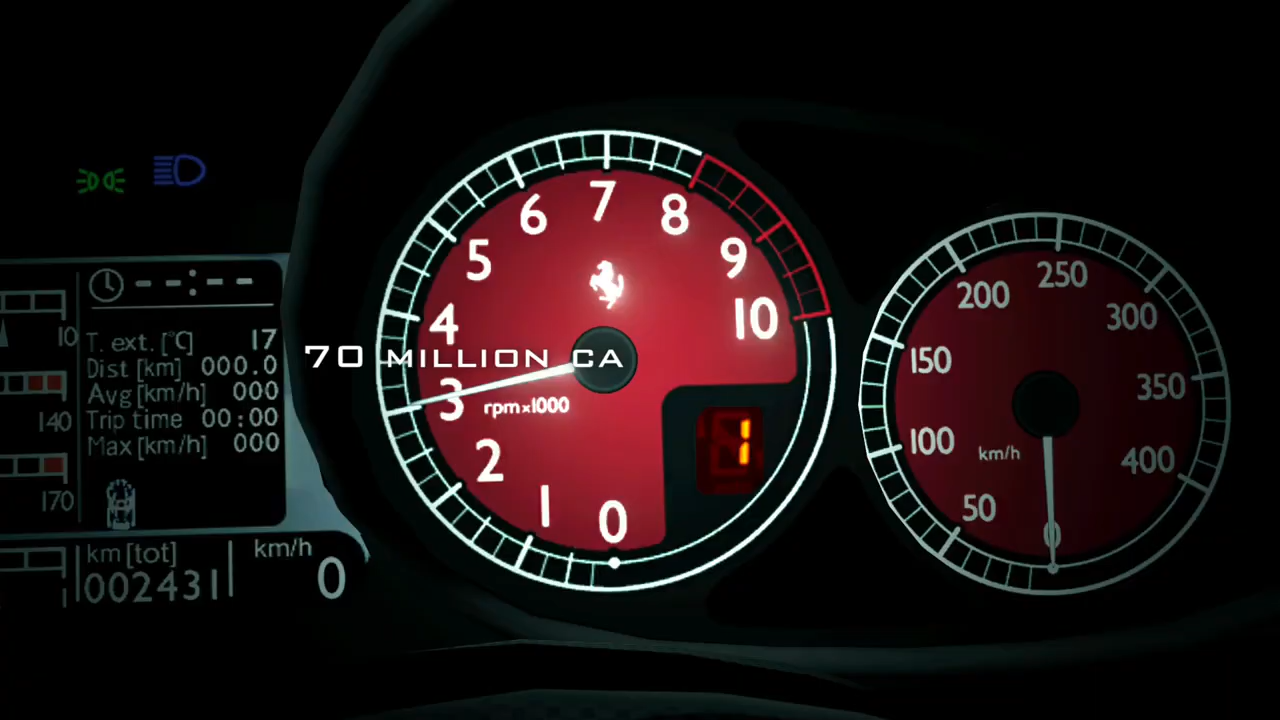 10
140
170
--:--
T. ext. [°C] 17
Dist [km] 000.0
Avg [km/h] 000
Trip time 00:00
Max [km/h] 000
km[tot]
002431
km/h
0
70 MILLION CA
0
1
2
3
4
5
6
7
8
9
10
rpm×1000
1
0
50
100
150
200
250
300
350
400
km/h